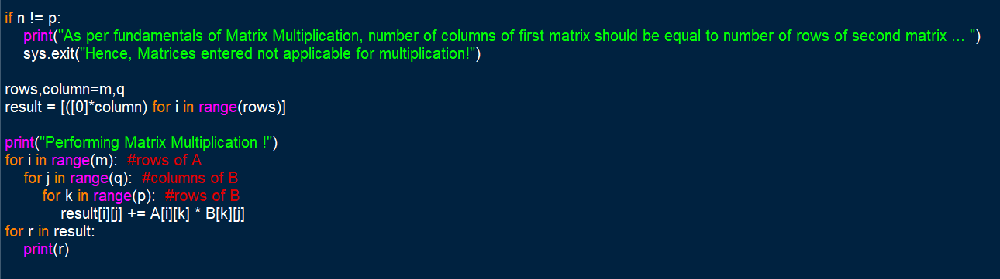 if n != p:
    print("As per fundamentals of Matrix Multiplication, number of columns of first matrix should be equal to number of rows of second matrix ... ")
    sys.exit("Hence, Matrices entered not applicable for multiplication!")
rows,column=m,q
result = [([0]*column) for i in range(rows)]
print("Performing Matrix Multiplication !")
for i in range(m):  #rows of A
    for j in range(q):  #columns of B
        for k in range(p):  #rows of B
            result[i][j] += A[i][k] * B[k][j]
for r in result:
    print(r)